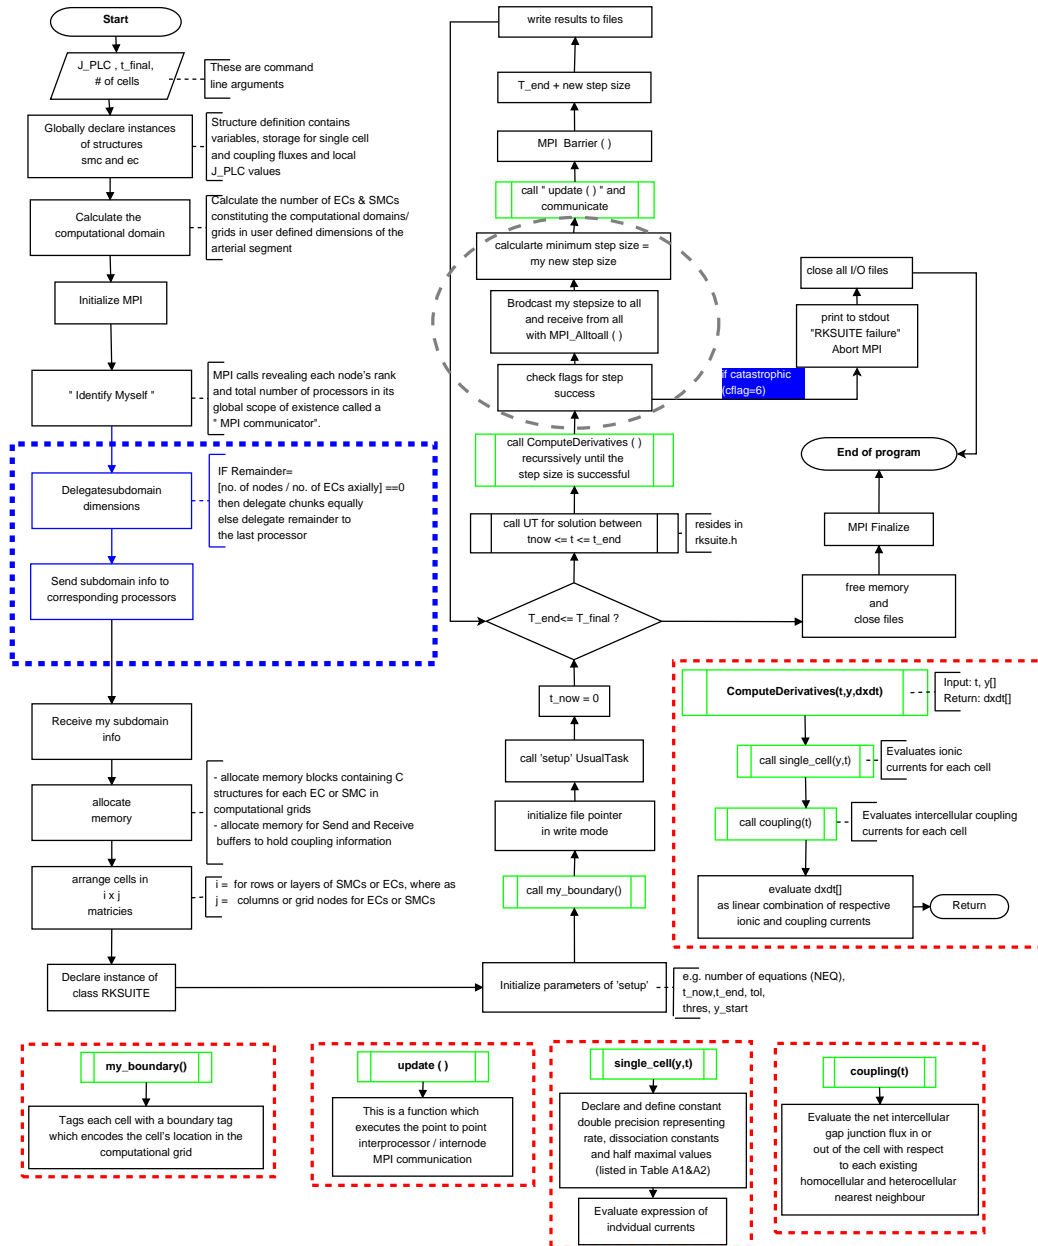 Start
J_PLC , t_final,
# of cells
These are command
line arguments
Globally declare instances
of structures
smc and ec
Structure definition contains
variables, storage for single cell
and coupling fluxes and local
J_PLC values
Calculate the
computational domain
Calculate the number of ECs & SMCs
constituting the computational domains/
grids in user defined dimensions of the
arterial segment
Initialize MPI
" Identify Myself "
MPI calls revealing each node's rank
and total number of processors in its
global scope of existence called a
" MPI communicator".
Delegatesubdomain
dimensions
IF Remainder=
[no. of nodes / no. of ECs axially] ==0
then delegate chunks equally
else delegate remainder to
the last processor
Send subdomain info to
corresponding processors
Receive my subdomain
info
allocate
memory
- allocate memory blocks containing C
structures for each EC or SMC in
computational grids
- allocate memory for Send and Receive
buffers to hold coupling information
arrange cells in
i x j
matricies
i = for rows or layers of SMCs or ECs, where as
j = columns or grid nodes for ECs or SMCs
Declare instance of
class RKSUITE
Initialize parameters of 'setup'
e.g. number of equations (NEQ),
t_now,t_end, tol,
thres, y_start
call my_boundary()
initialize file pointer
in write mode
call 'setup' UsualTask
t_now = 0
T_end<= T_final ?
call UT for solution between
tnow <= t <= t_end
resides in
rksuite.h
call ComputeDerivatives ( )
recurssively until the
step size is successful
check flags for step
success
if catastrophic
(cflag=6)
Brodcast my stepsize to all
and receive from all
with MPI_Alltoall ( )
calcularte minimum step size =
my new step size
call " update ( ) " and
communicate
MPI Barrier ( )
T_end + new step size
write results to files
close all I/O files
print to stdout
"RKSUITE failure"
Abort MPI
End of program
MPI Finalize
free memory
and
close files
ComputeDerivatives(t,y,dxdt)
Input: t, y[]
Return: dxdt[]
call single_cell(y,t)
Evaluates ionic
currents for each cell
call coupling(t)
Evaluates intercellular coupling
currents for each cell
evaluate dxdt[]
as linear combination of respective
ionic and coupling currents
Return
my_boundary()
Tags each cell with a boundary tag
which encodes the cell's location in the
computational grid
update ( )
This is a function which
executes the point to point
interprocessor / internode
MPI communication
single_cell(y,t)
Declare and define constant
double precision representing
rate, dissociation constants
and half maximal values
(listed in Table A1&A2)
Evaluate expression of
indvidual currents
coupling(t)
Evaluate the net intercellular
gap junction flux in or
out of the cell with respect
to each existing
homocellular and heterocellular
nearest neighbour